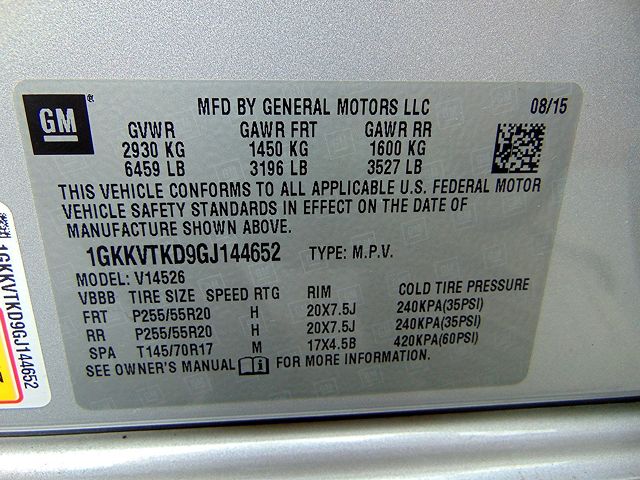 GM®
MFD BY GENERAL MOTORS LLC 08/15
GVWR GAWR FRT GAWR RR
2930 KG 1450 KG 1600 KG
6459 LB 3196 LB 3527 LB
THIS VEHICLE CONFORMS TO ALL APPLICABLE U.S. FEDERAL MOTOR
VEHICLE SAFETY STANDARDS IN EFFECT ON THE DATE OF
MANUFACTURE SHOWN ABOVE.
1GKKVTKD9GJ144652 TYPE: M.P.V.
MODEL: V14526
VBBB TIRE SIZE SPEED RTG RIM COLD TIRE PRESSURE
FRT P255/55R20 H 20X7.5J 240KPA(35PSI)
RR P255/55R20 H 20X7.5J 240KPA(35PSI)
SPA T145/70R17 M 17X4.5B 420KPA(60PSI)
SEE OWNER'S MANUAL FOR MORE INFORMATION.
1GKKVTKD9GJ144652